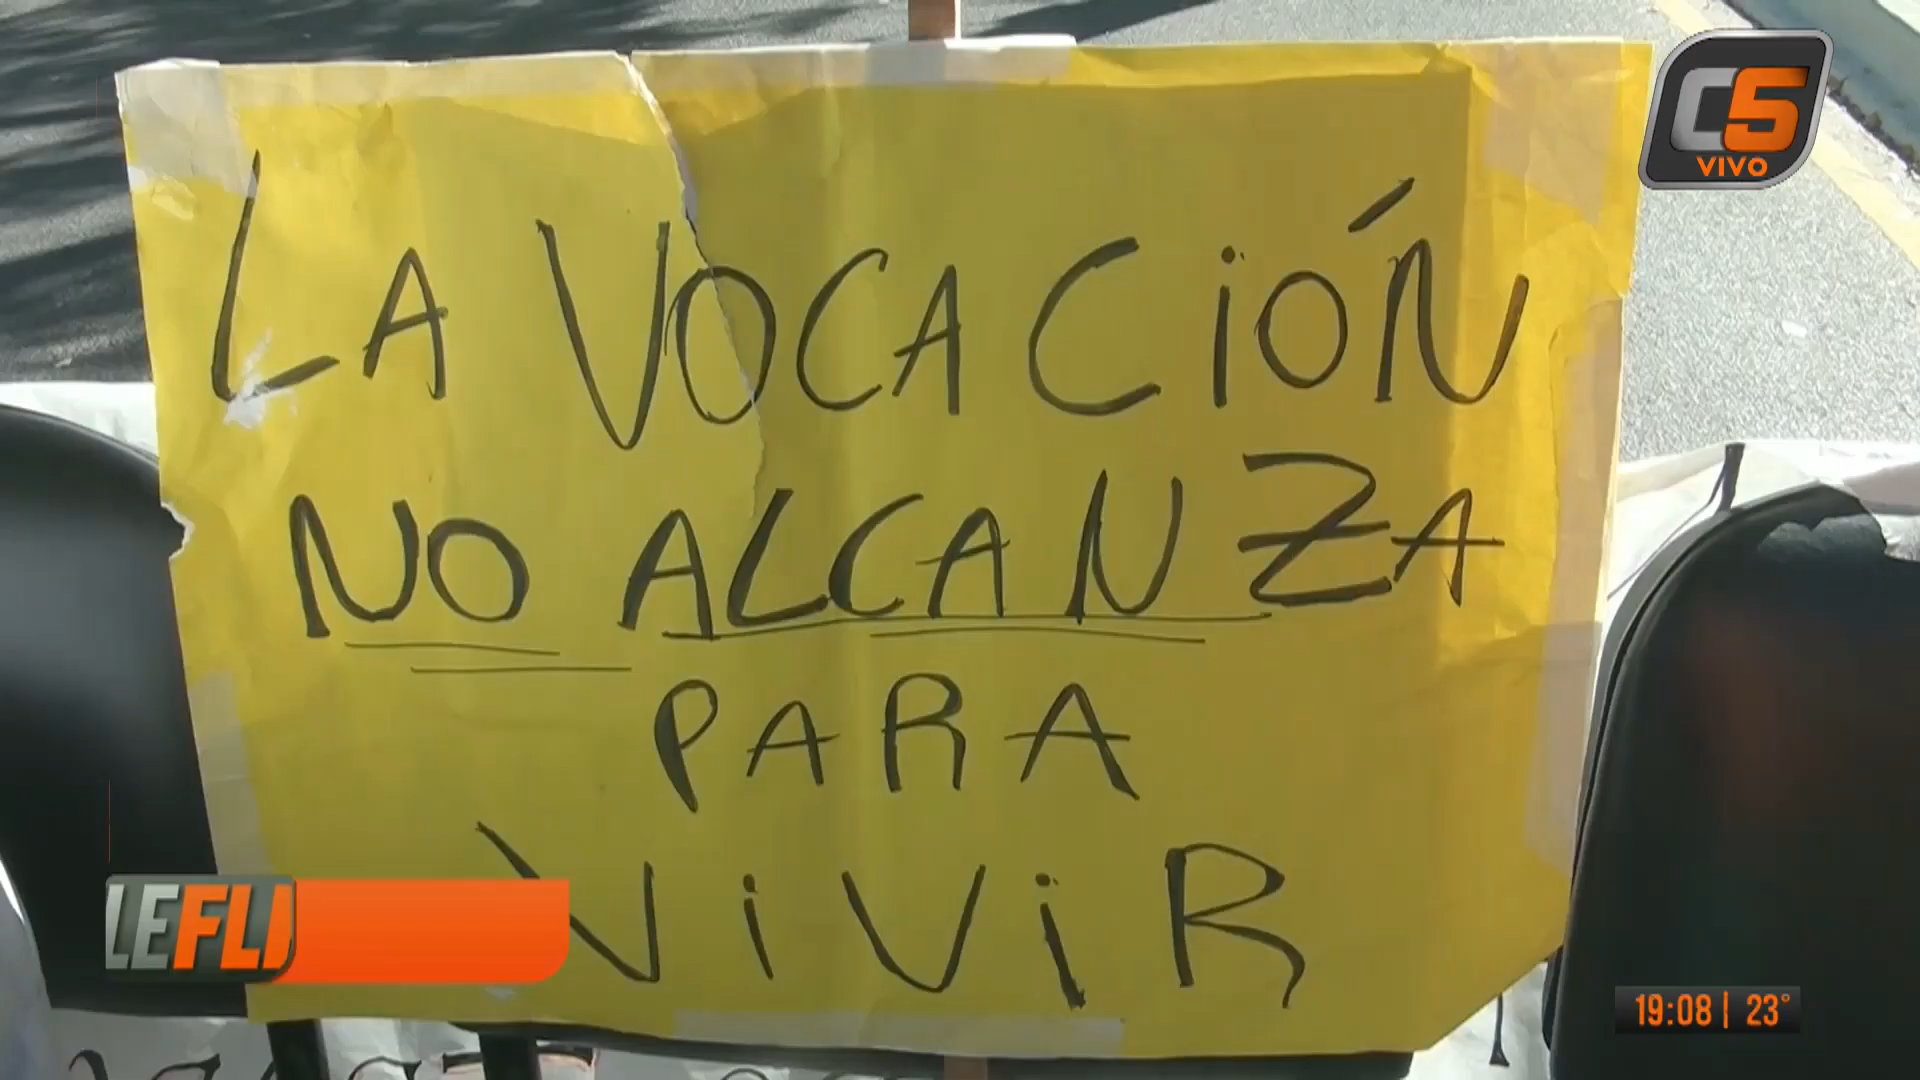 C5
VIVO
LA VOCACIÓN
NO ALCANZA
PARA
ViViR
LEFLI
19:08 | 23°